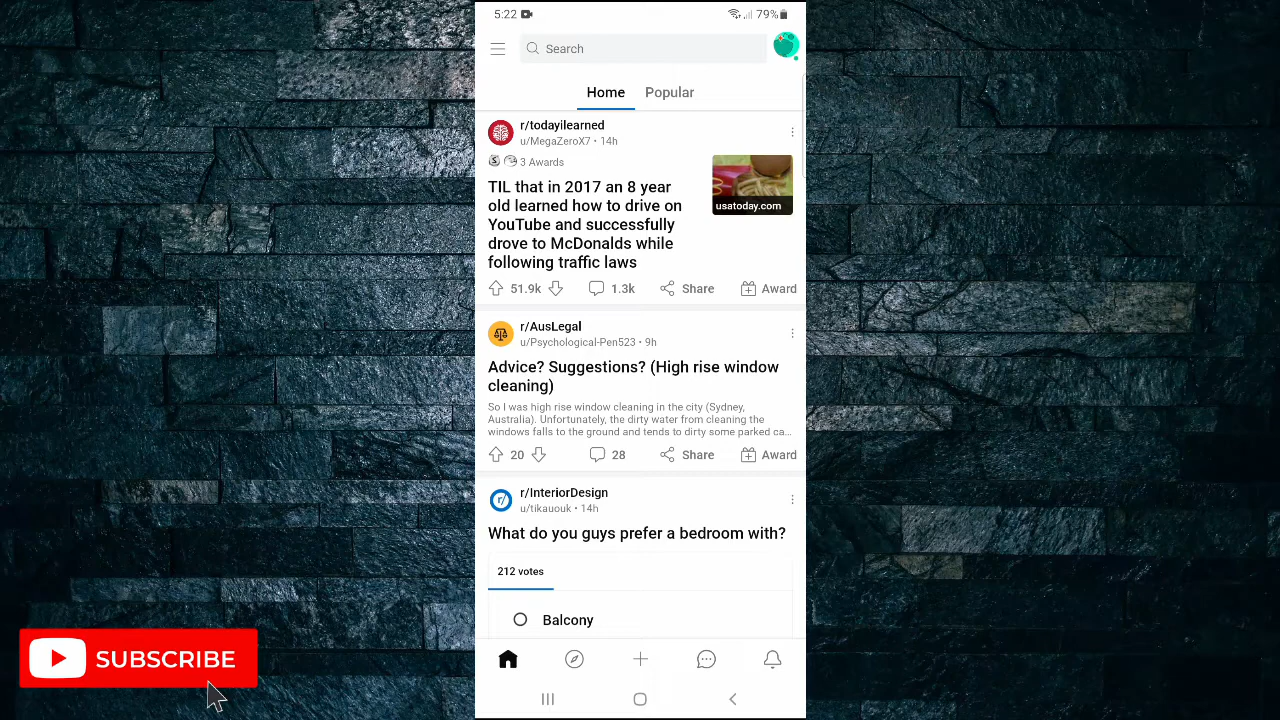 5:22
79%
Search
Home
Popular
r/todayilearned
u/MegaZeroX7 • 14h
3 Awards
TIL that in 2017 an 8 year
old learned how to drive on
YouTube and successfully
drove to McDonalds while
following traffic laws
usatoday.com
51.9k
1.3k
Share
Award
r/AusLegal
u/Psychological-Pen523 • 9h
Advice? Suggestions? (High rise window
cleaning)
So I was high rise window cleaning in the city (Sydney,
Australia). Unfortunately, the dirty water from cleaning the
windows falls to the ground and tends to dirty some parked ca...
20
28
Share
Award
r/InteriorDesign
u/tikauouk • 14h
What do you guys prefer a bedroom with?
212 votes
Balcony
SUBSCRIBE